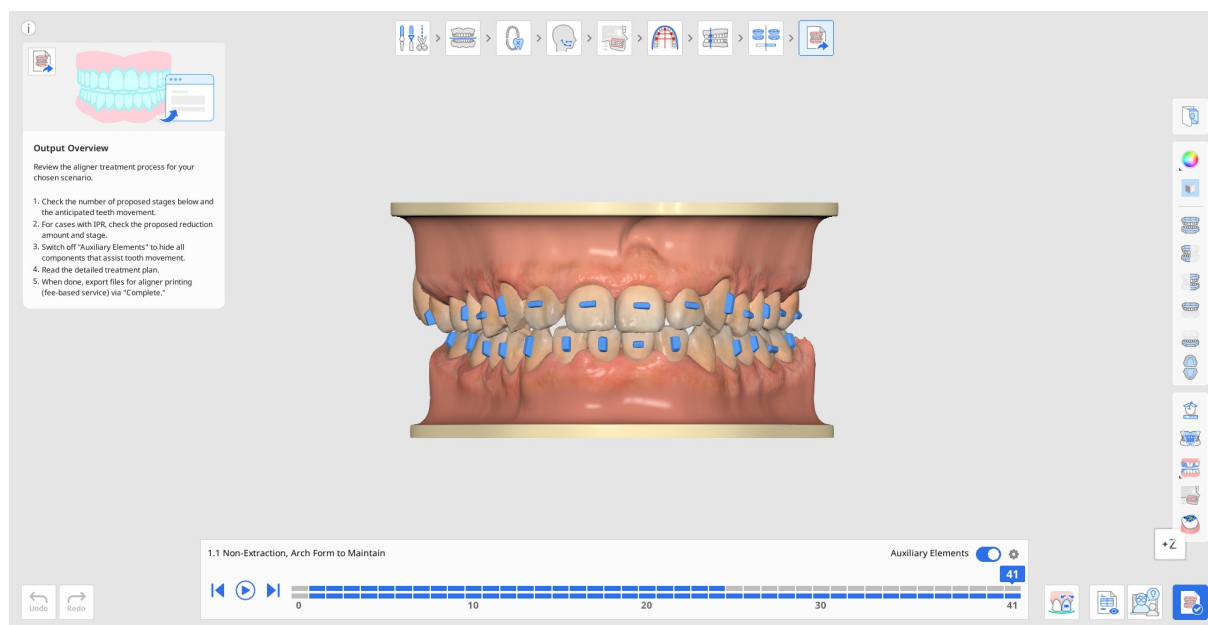 Output Overview
Review the aligner treatment process for your
chosen scenario.
1. Check the number of proposed stages below and
the anticipated teeth movement.
2. For cases with IPR, check the proposed reduction
amount and stage.
3. Switch off "Auxiliary Elements" to hide all
components that assist tooth movement.
4. Read the detailed treatment plan.
5. When done, export files for aligner printing
(fee-based service) via "Complete."
+Z
1.1 Non-Extraction, Arch Form to Maintain
Auxiliary Elements
41
0 10 20 30 41
Undo Redo